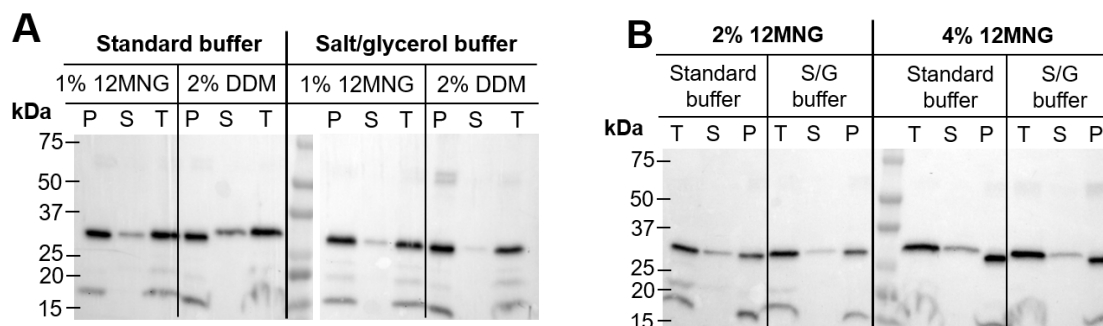 A
Standard buffer Salt/glycerol buffer
1% 12MNG 2% DDM 1% 12MNG 2% DDM
kDa P S T P S T P S T P S T
75
50
37
25
20
15
B
2% 12MNG 4% 12MNG
Standard buffer S/G buffer Standard buffer S/G buffer
kDa T S P T S P T S P T S P
75
50
37
25
20
15